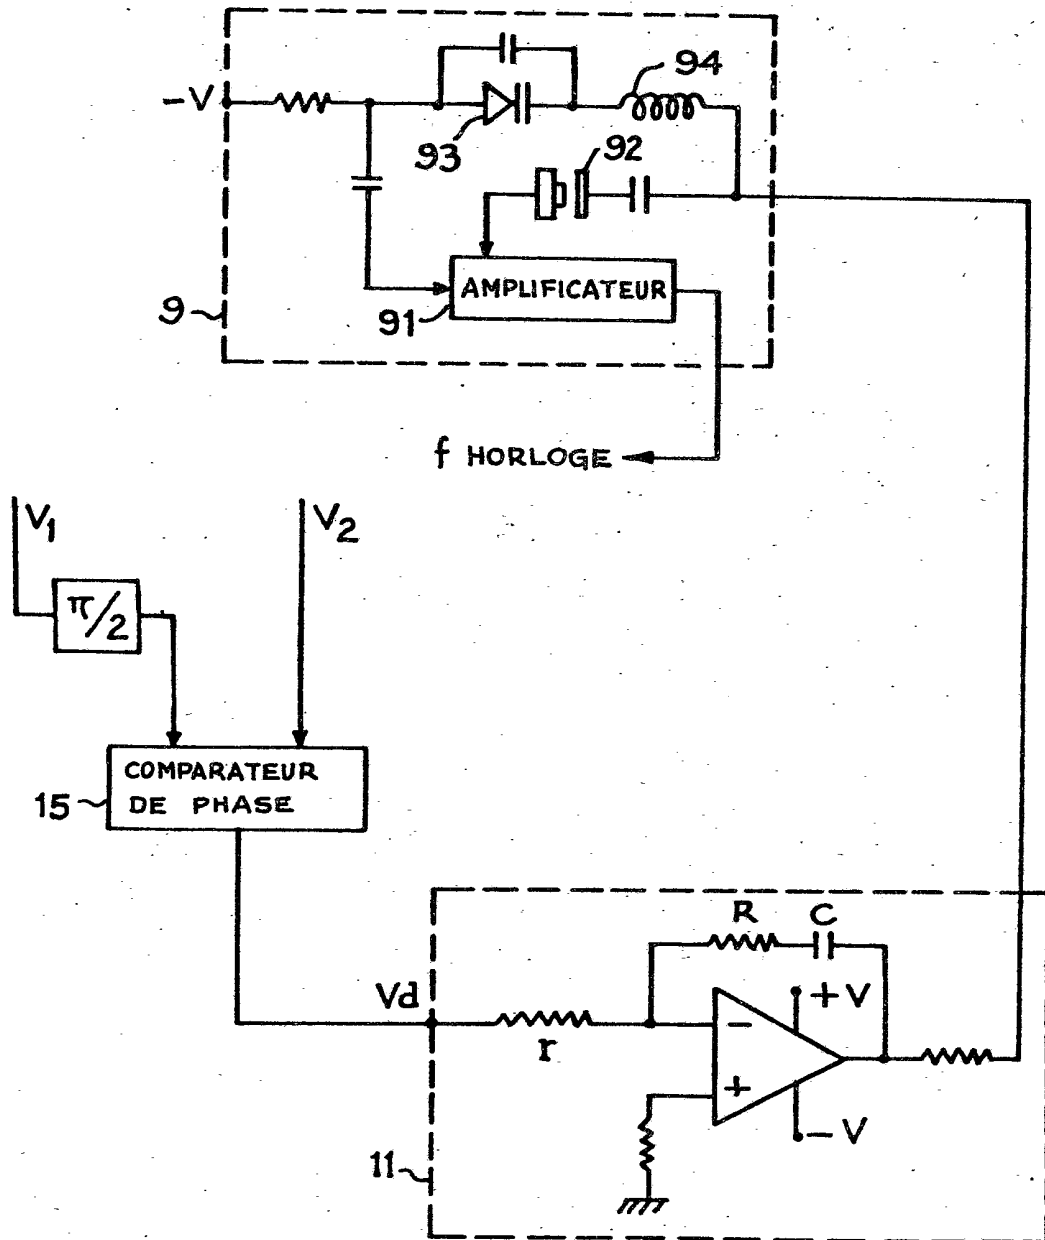 94
-V
93
92
AMPLIFICATEUR
9
91
f HORLOGE
V1
V2
π/2
COMPARATEUR
DE PHASE
15
R
C
Vd
+V
-
r
+
-V
11